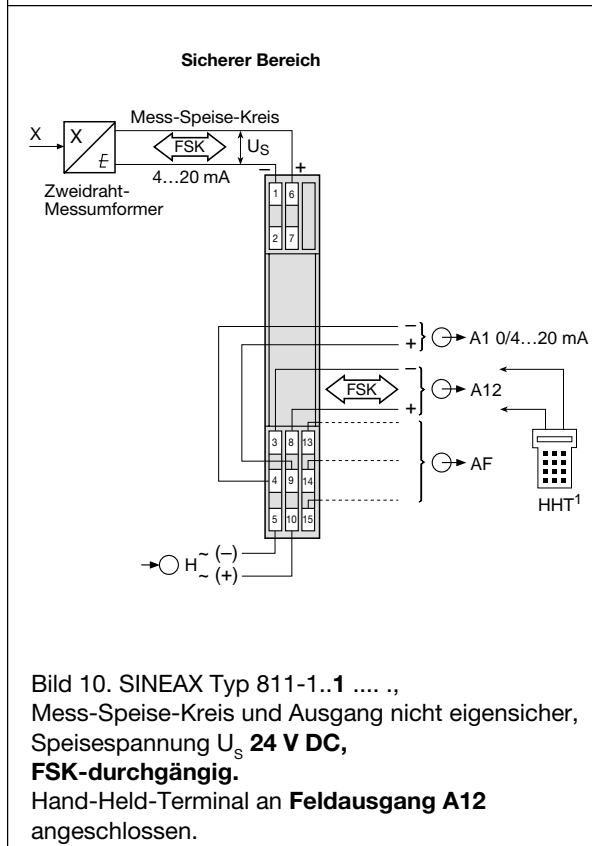 Sicherer Bereich
Mess-Speise-Kreis
X
X
E
FSK
U_S
4...20 mA
Zweidraht-
Messumformer
– +
1 6
2 7
–
+
A1 0/4...20 mA
–
FSK
A12
+
3 8 13
4 9 14
AF
5 10 15
HHT¹
H ~ (–)
~ (+)
Bild 10. SINEAX Typ 811-1..1 .... .,
Mess-Speise-Kreis und Ausgang nicht eigensicher,
Speisespannung U_S 24 V DC,
FSK-durchgängig.
Hand-Held-Terminal an Feldausgang A12
angeschlossen.